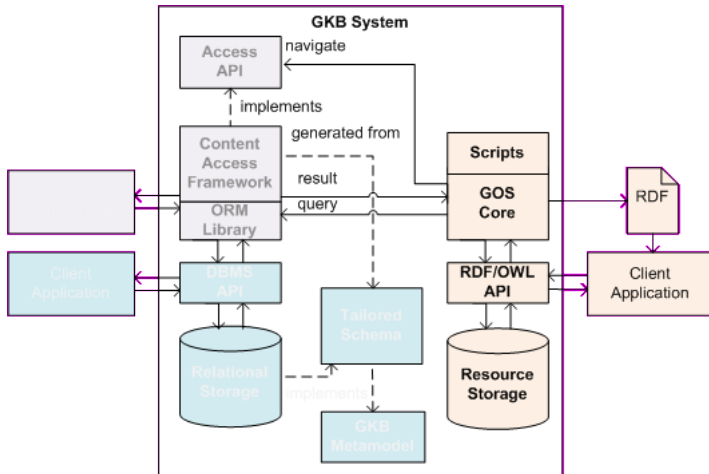 GKB System
Access
API
navigate
implements
Content
Access
Framework
generated from
Scripts
result
GOS
Core
RDF
query
ORM
Library
Client
Application
DBMS
API
RDF/OWL
API
Client
Application
Tailored
Schema
Relational
Storage
implements
Resource
Storage
GKB
Metamodel